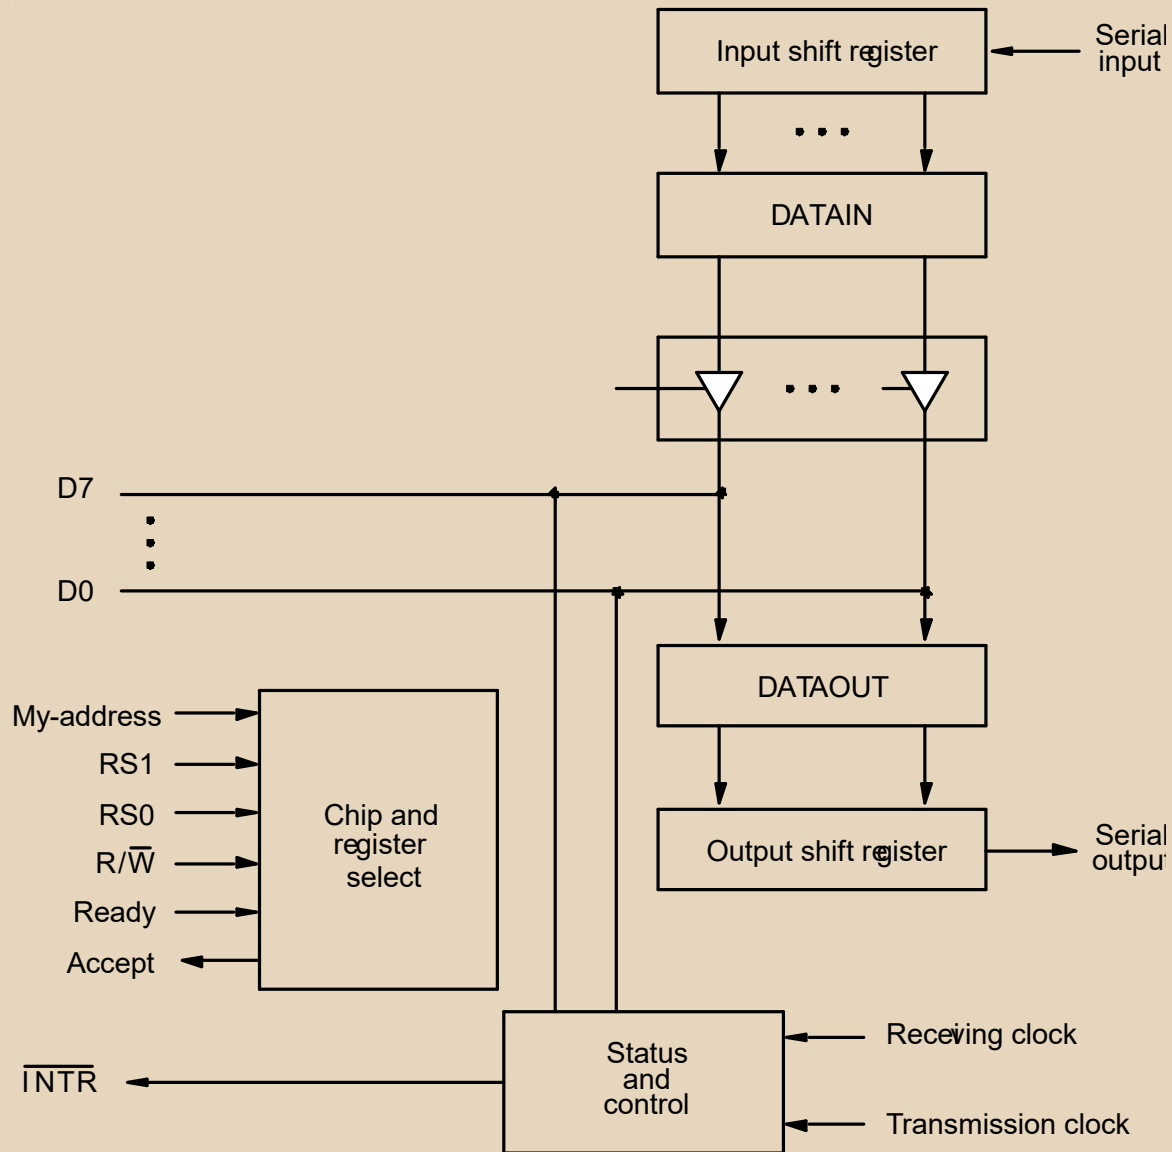 Input shift register
Serial
input
DATAIN
D7
D0
DATAOUT
My-address
RS1
RS0
R/W̅
Ready
Accept
Chip and
register
select
Output shift register
Serial
output
I̅N̅T̅R̅
Status
and
control
Receiving clock
Transmission clock